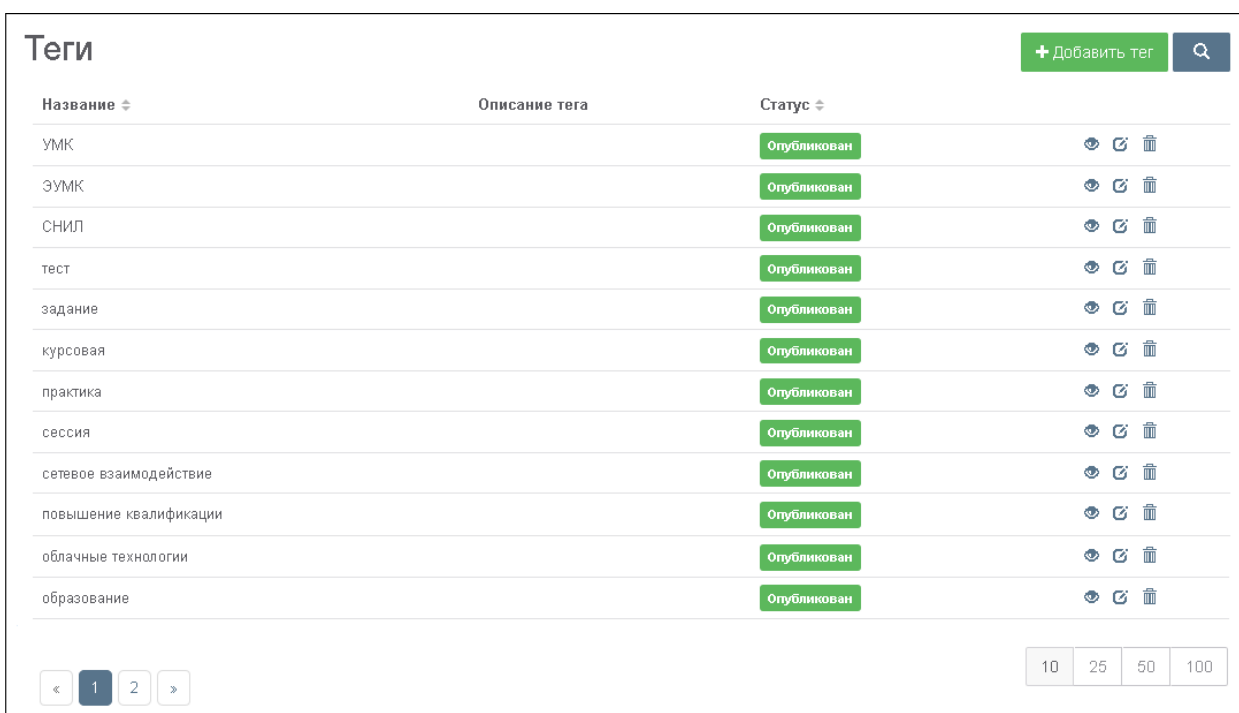 Теги
Добавить тег
Название Описание тега Статус
УМК Опубликован
ЭУМК Опубликован
СНИЛ Опубликован
тест Опубликован
задание Опубликован
курсовая Опубликован
практика Опубликован
сессия Опубликован
сетевое взаимодействие Опубликован
повышение квалификации Опубликован
облачные технологии Опубликован
образование Опубликован
« 1 2 »
10 25 50 100